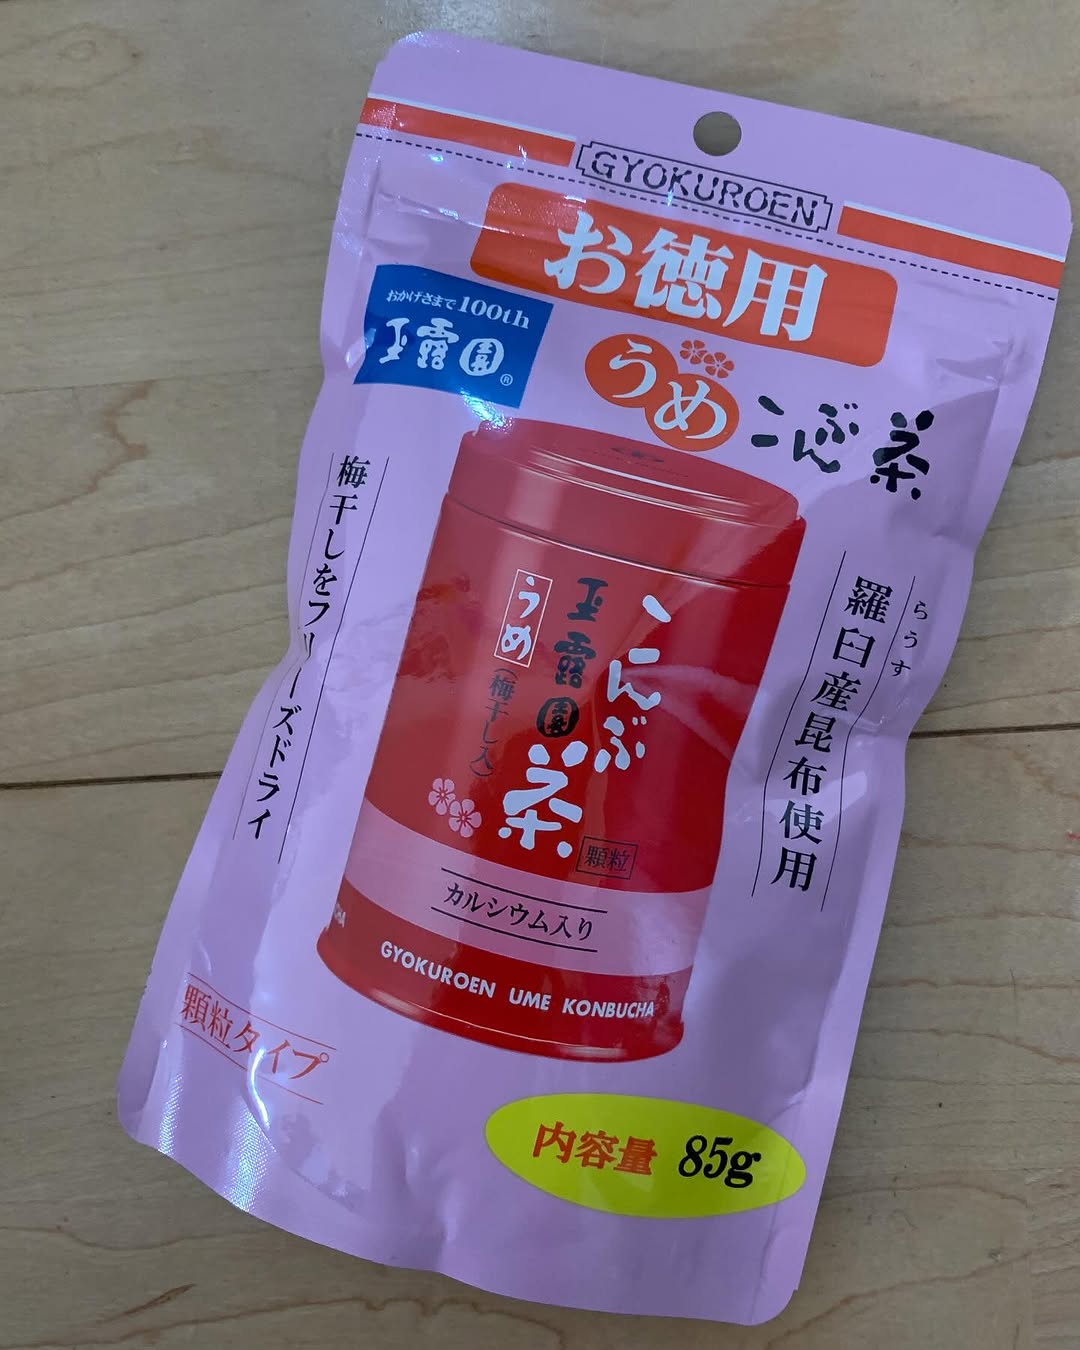 GYOKUROEN
お徳用
おかげさまで100th
玉露園®
うめこんぶ茶
梅干しをフリーズドライ
らうす
羅臼産昆布使用
こんぶ茶
玉露園
うめ
(梅干し入)
顆粒
カルシウム入り
UCHA
GYOKUROEN UME KONBUCHA
顆粒タイプ
内容量 85g